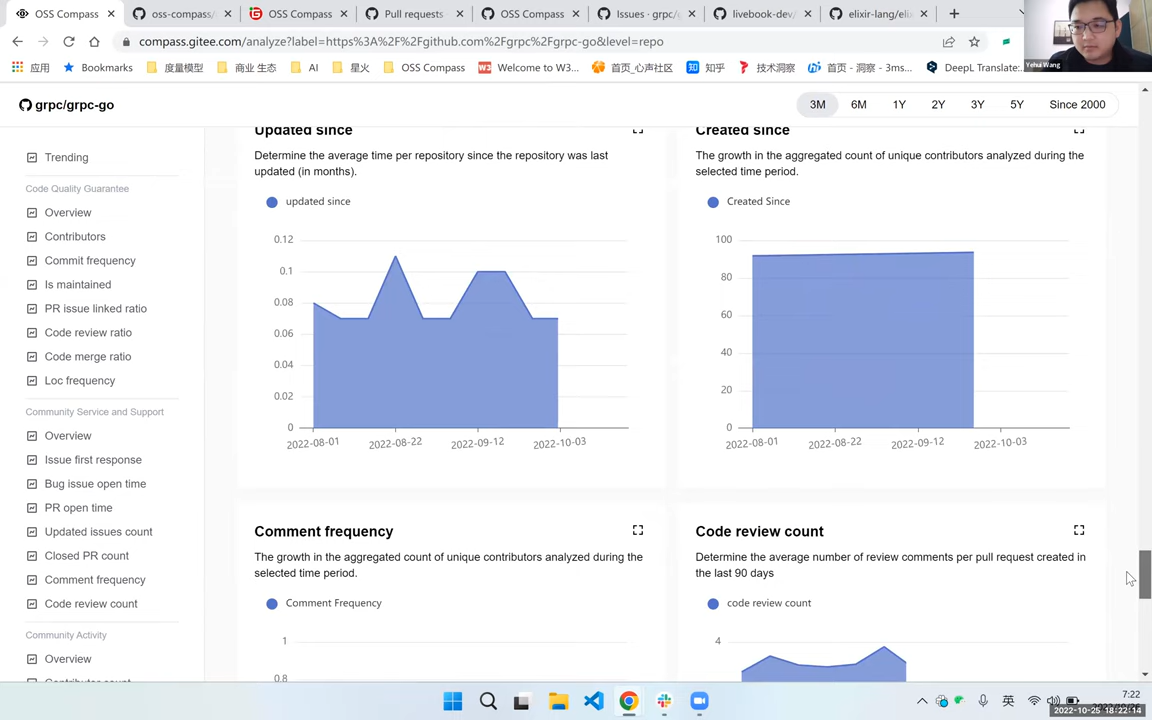 OSS Compass
oss-compass/
OSS Compass
Pull requests
OSS Compass
Issues · grpc/
livebook-dev/
elixir-lang/eli
compass.gitee.com/analyze?label=https%3A%2F%2Fgithub.com%2Fgrpc%2Fgrpc-go&level=repo
应用
Bookmarks
度量模型
商业 生态
AI
星火
OSS Compass
Welcome to W3...
首页_心声社区
知乎
技术洞察
首页 - 洞察 - 3ms...
DeepL Translate:
Yehui Wang
grpc/grpc-go
3M
6M
1Y
2Y
3Y
5Y
Since 2000
Trending
Code Quality Guarantee
Overview
Contributors
Commit frequency
Is maintained
PR issue linked ratio
Code review ratio
Code merge ratio
Loc frequency
Community Service and Support
Overview
Issue first response
Bug issue open time
PR open time
Updated issues count
Closed PR count
Comment frequency
Code review count
Community Activity
Overview
Contributor count
Updated since
Determine the average time per repository since the repository was last
updated (in months).
updated since
0.12
0.1
0.08
0.06
0.04
0.02
0
2022-08-01
2022-08-22
2022-09-12
2022-10-03
Created since
The growth in the aggregated count of unique contributors analyzed during the
selected time period.
Created Since
100
80
60
40
20
0
2022-08-01
2022-08-22
2022-09-12
2022-10-03
Comment frequency
The growth in the aggregated count of unique contributors analyzed during the
selected time period.
Comment Frequency
1
0.8
Code review count
Determine the average number of review comments per pull request created in
the last 90 days
code review count
4
英
7:22
2022-10-25 18:22:14